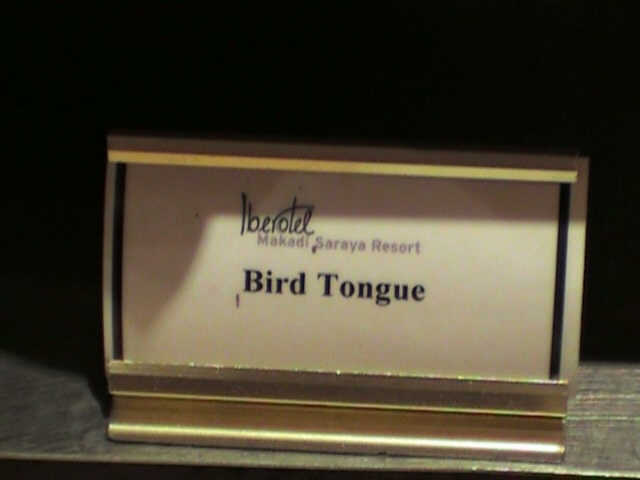 Iberotel
Makadi Saraya Resort
Bird Tongue